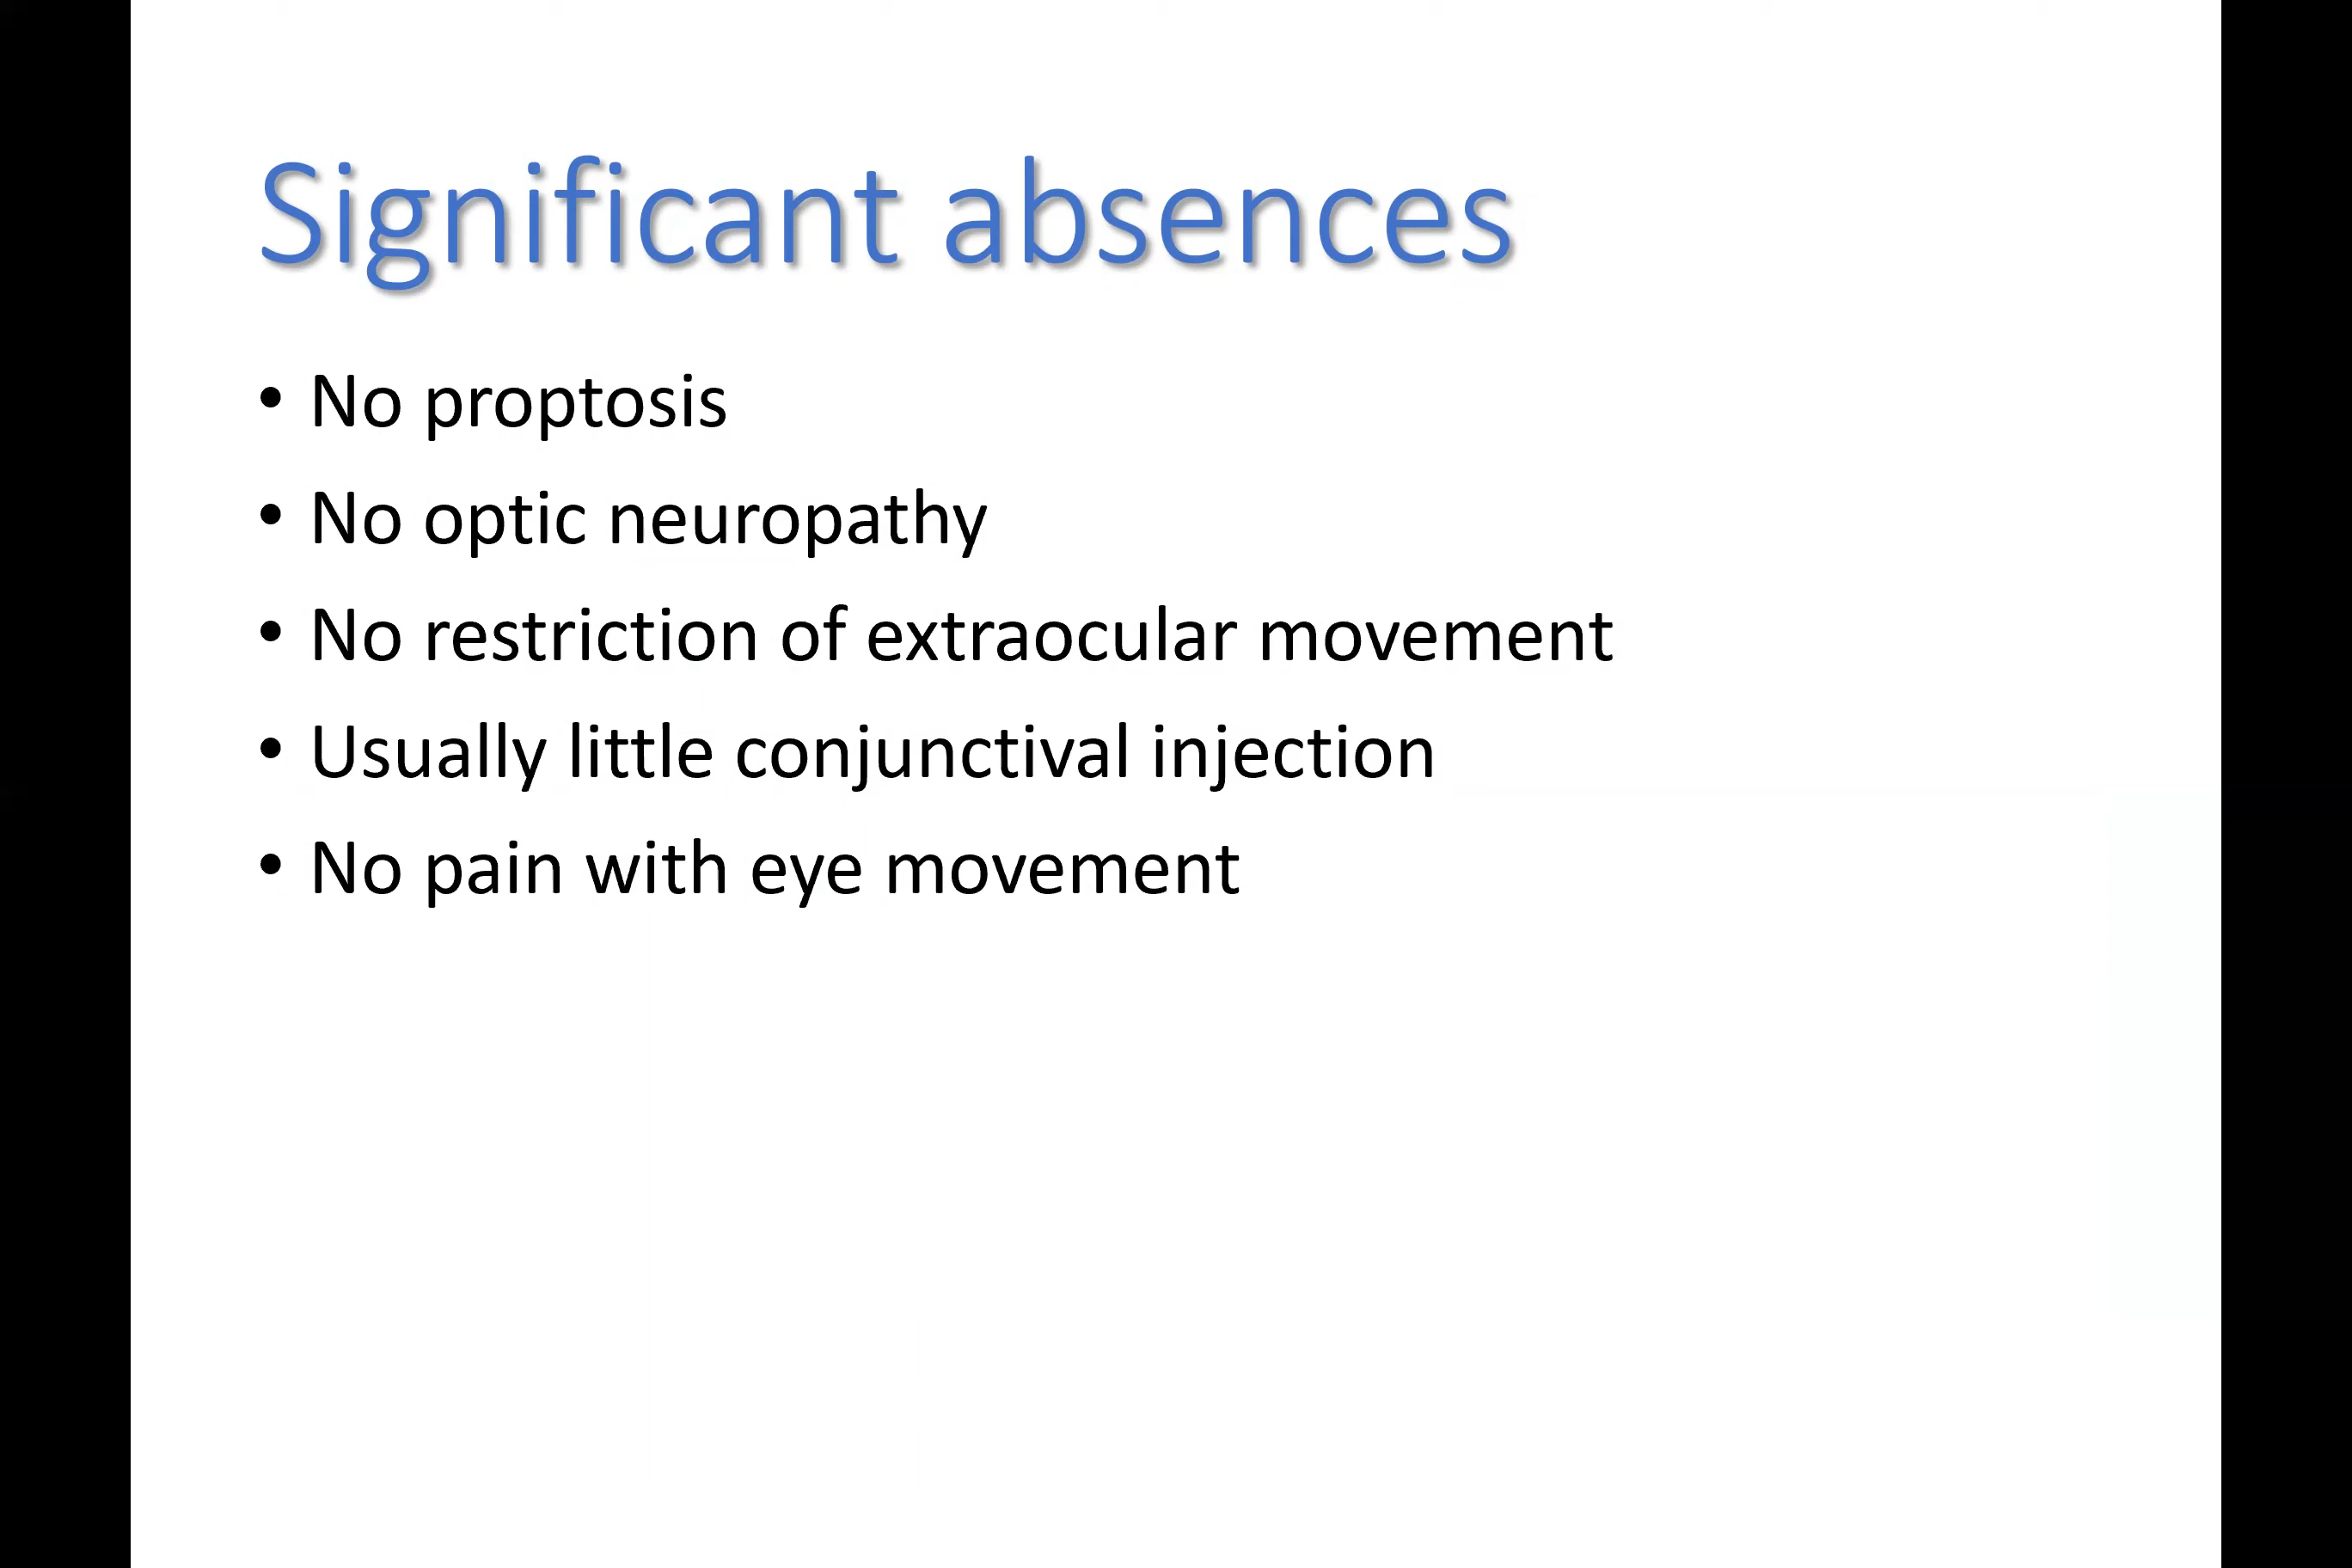 Significant absences
• No proptosis
• No optic neuropathy
• No restriction of extraocular movement
• Usually little conjunctival injection
• No pain with eye movement